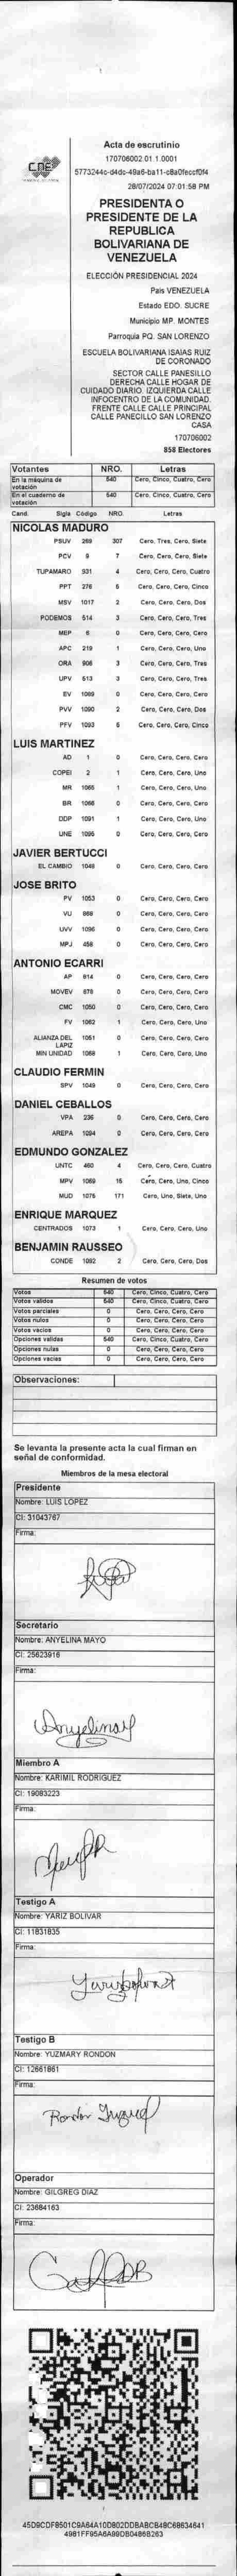 Acta de escrutinio
170706002.01.1.0001
5773244c-d4dc-49a6-ba11-c8a0feccf0f4
28/07/2024 07:01:58 PM
CNE
PRESIDENTA O
PRESIDENTE DE LA
REPUBLICA
BOLIVARIANA DE
VENEZUELA
ELECCIÓN PRESIDENCIAL 2024
Pais VENEZUELA
Estado EDO. SUCRE
Municipio MP. MONTES
Parroquia PQ. SAN LORENZO
ESCUELA BOLIVARIANA ISAIAS RUIZ
DE CORONADO
SECTOR CALLE PANESILLO
DERECHA CALLE HOGAR DE
CUIDADO DIARIO. IZQUIERDA CALLE
INFOCENTRO DE LA COMUNIDAD.
FRENTE CALLE CALLE PRINCIPAL
CALLE PANECILLO SAN LORENZO
CASA
170706002
858 Electores
Votantes NRO. Letras
En la máquina de votación 540 Cero, Cinco, Cuatro, Cero
En el cuaderno de votación 540 Cero, Cinco, Cuatro, Cero
Cand. Sigla Código NRO. Letras
NICOLAS MADURO
PSUV 269 307 Cero, Tres, Cero, Siete
PCV 9 7 Cero, Cero, Cero, Siete
TUPAMARO 931 4 Cero, Cero, Cero, Cuatro
PPT 276 5 Cero, Cero, Cero, Cinco
MSV 1017 2 Cero, Cero, Cero, Dos
PODEMOS 514 3 Cero, Cero, Cero, Tres
MEP 6 0 Cero, Cero, Cero, Cero
APC 219 1 Cero, Cero, Cero, Uno
ORA 906 3 Cero, Cero, Cero, Tres
UPV 513 3 Cero, Cero, Cero, Tres
EV 1089 0 Cero, Cero, Cero, Cero
PVV 1090 2 Cero, Cero, Cero, Dos
PFV 1093 5 Cero, Cero, Cero, Cinco
LUIS MARTINEZ
AD 1 0 Cero, Cero, Cero, Cero
COPEI 2 1 Cero, Cero, Cero, Uno
MR 1065 1 Cero, Cero, Cero, Uno
BR 1066 0 Cero, Cero, Cero, Cero
DDP 1091 1 Cero, Cero, Cero, Uno
UNE 1095 0 Cero, Cero, Cero, Cero
JAVIER BERTUCCI
EL CAMBIO 1048 0 Cero, Cero, Cero, Cero
JOSE BRITO
PV 1053 0 Cero, Cero, Cero, Cero
VU 868 0 Cero, Cero, Cero, Cero
UVV 1096 0 Cero, Cero, Cero, Cero
MPJ 458 0 Cero, Cero, Cero, Cero
ANTONIO ECARRI
AP 814 0 Cero, Cero, Cero, Cero
MOVEV 678 0 Cero, Cero, Cero, Cero
CMC 1050 0 Cero, Cero, Cero, Cero
FV 1062 1 Cero, Cero, Cero, Uno
ALIANZA DEL LAPIZ 1051 0 Cero, Cero, Cero, Cero
MIN UNIDAD 1068 1 Cero, Cero, Cero, Uno
CLAUDIO FERMIN
SPV 1049 0 Cero, Cero, Cero, Cero
DANIEL CEBALLOS
VPA 236 0 Cero, Cero, Cero, Cero
AREPA 1094 0 Cero, Cero, Cero, Cero
EDMUNDO GONZALEZ
UNTC 460 4 Cero, Cero, Cero, Cuatro
MPV 1069 15 Cero, Cero, Uno, Cinco
MUD 1075 171 Cero, Uno, Siete, Uno
ENRIQUE MARQUEZ
CENTRADOS 1073 1 Cero, Cero, Cero, Uno
BENJAMIN RAUSSEO
CONDE 1092 2 Cero, Cero, Cero, Dos
Resumen de votos
Votos 540 Cero, Cinco, Cuatro, Cero
Votos validos 540 Cero, Cinco, Cuatro, Cero
Votos parciales 0 Cero, Cero, Cero, Cero
Votos nulos 0 Cero, Cero, Cero, Cero
Votos vacios 0 Cero, Cero, Cero, Cero
Opciones validas 540 Cero, Cinco, Cuatro, Cero
Opciones nulas 0 Cero, Cero, Cero, Cero
Opciones vacias 0 Cero, Cero, Cero, Cero
Observaciones:
Se levanta la presente acta la cual firman en
señal de conformidad.
Miembros de la mesa electoral
Presidente
Nombre: LUIS LOPEZ
CI: 31043767
Firma:
Secretario
Nombre: ANYELINA MAYO
CI: 25623916
Firma:
Miembro A
Nombre: KARIMIL RODRIGUEZ
CI: 19083223
Firma:
Testigo A
Nombre: YARIZ BOLIVAR
CI: 11831835
Firma:
Testigo B
Nombre: YUZMARY RONDON
CI: 12661861
Firma:
Operador
Nombre: GILGREG DIAZ
CI: 23684163
Firma:
45D9CDF8501C9A64A10D802DDBABCB48C68634641
4981FF95A6A99DB0486B263